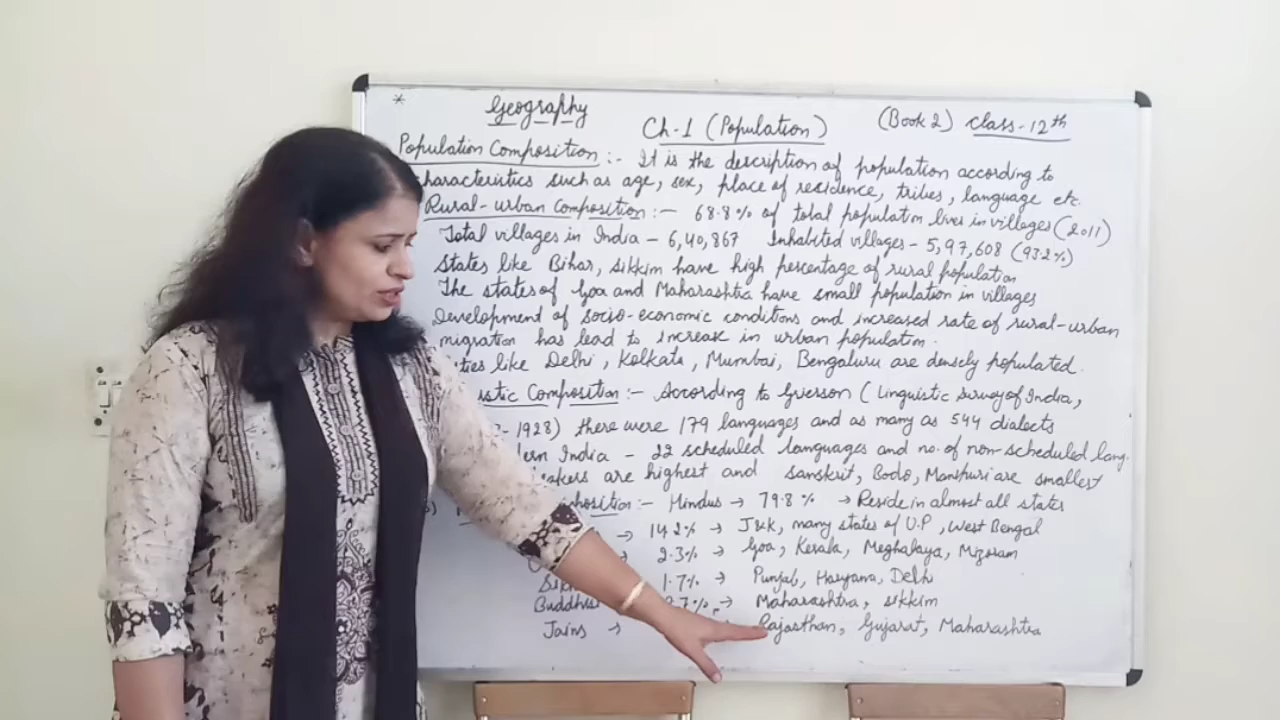 * Geography Ch-1 (Population) (Book 2) Class-12th
Population Composition :- It is the description of population according to
characteristics such as age, sex, place of residence, tribes, language etc.
Rural-urban Composition :- 68.8% of total population lives in villages (2011)
Total villages in India - 6,40,867 Inhabited villages - 5,97,608 (93.2%)
States like Bihar, Sikkim have high percentage of rural population
The states of Goa and Maharashtra have small population in villages
Development of socio-economic conditions and increased rate of rural-urban
migration has lead to Increase in urban population.
ties like Delhi, Kolkata, Mumbai, Bengaluru are densely populated.
stic Composition :- According to Grierson (Linguistic Survey of India,
- 1928) there were 179 languages and as many as 544 dialects
ern India - 22 scheduled languages and no. of non-scheduled lang.
eakers are highest and sanskrit, Bodo, Manipuri are smallest
position :- Hindus → 79.8% → Reside in almost all states
→ 14.2% → J&K, many states of U.P, West Bengal
2.3% → Goa, Kerala, Meghalaya, Mizoram
Sikh 1.7% → Punjab, Haryana, Delhi
Buddhis .7% → Maharashtra, Sikkim
Jains → Rajasthan, Gujarat, Maharashtra